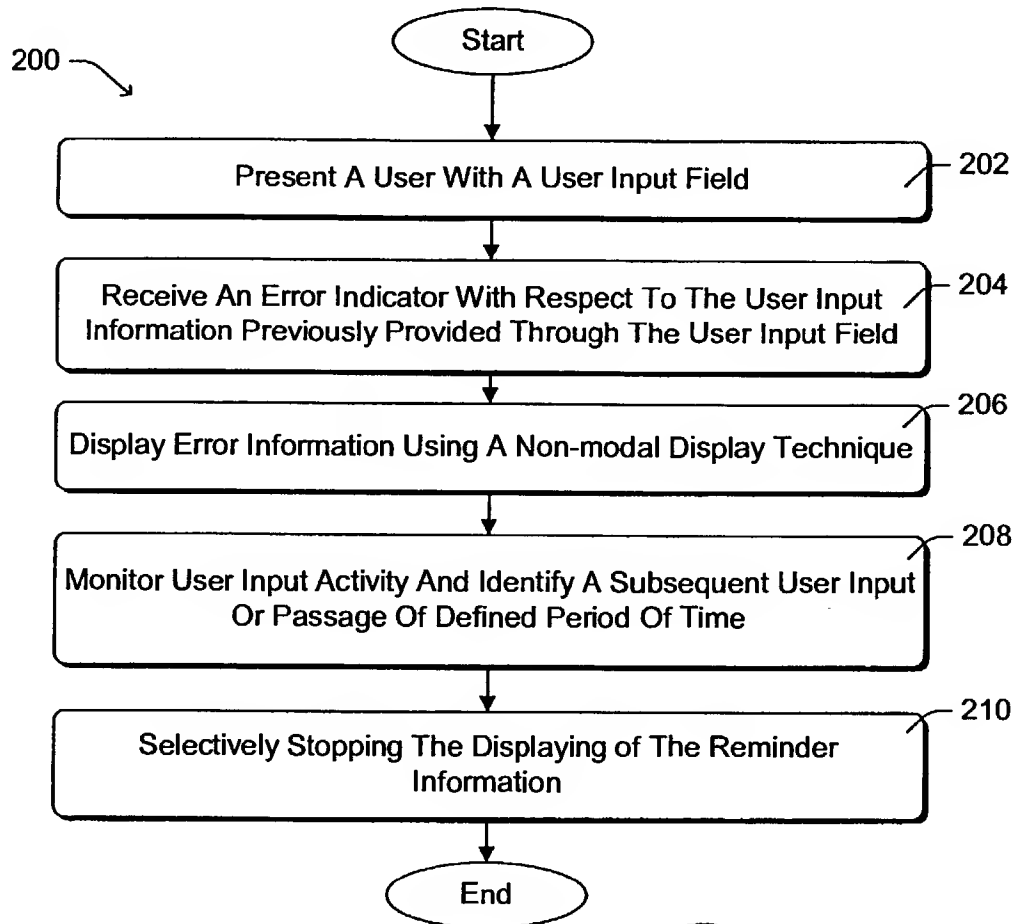 Start
200
Present A User With A User Input Field
202
Receive An Error Indicator With Respect To The User Input
Information Previously Provided Through The User Input Field
204
Display Error Information Using A Non-modal Display Technique
206
Monitor User Input Activity And Identify A Subsequent User Input
Or Passage Of Defined Period Of Time
208
Selectively Stopping The Displaying of The Reminder
Information
210
End